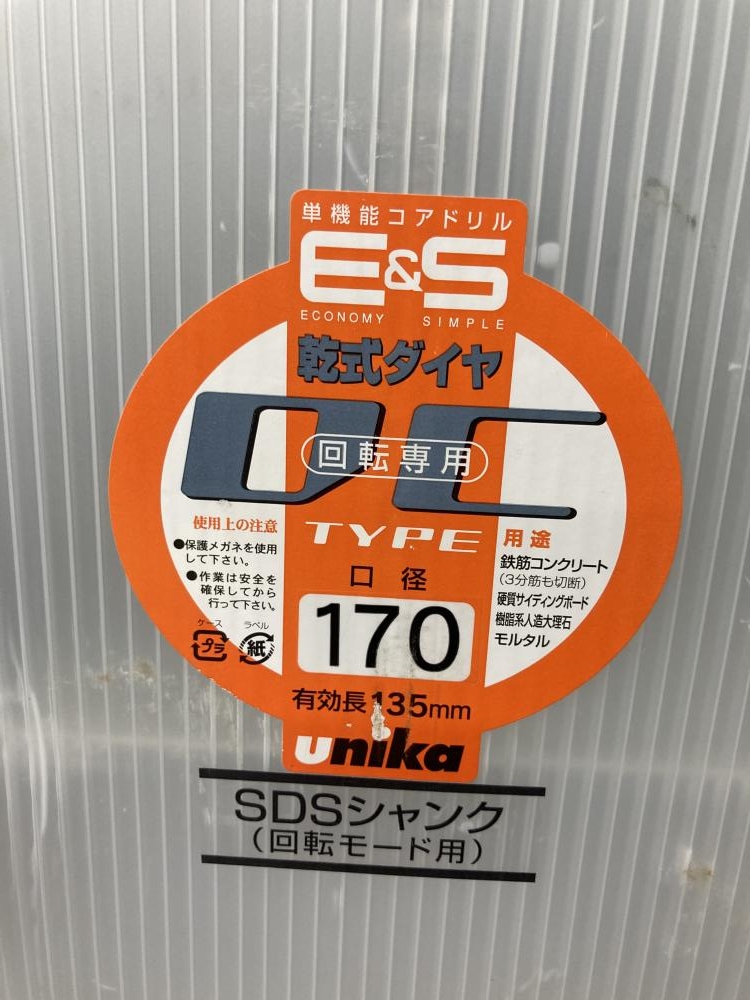 単機能コアドリル
E&S
ECONOMY SIMPLE
乾式ダイヤ
DC
回転専用
TYPE
口径
170
有効長135mm
unika
使用上の注意
●保護メガネを使用
して下さい。
●作業は安全を
確保してから
行って下さい。
ケース ラベル
プラ 紙
用途
鉄筋コンクリート
(3分筋も切断)
硬質サイディングボード
樹脂系人造大理石
モルタル
SDSシャンク
(回転モード用)